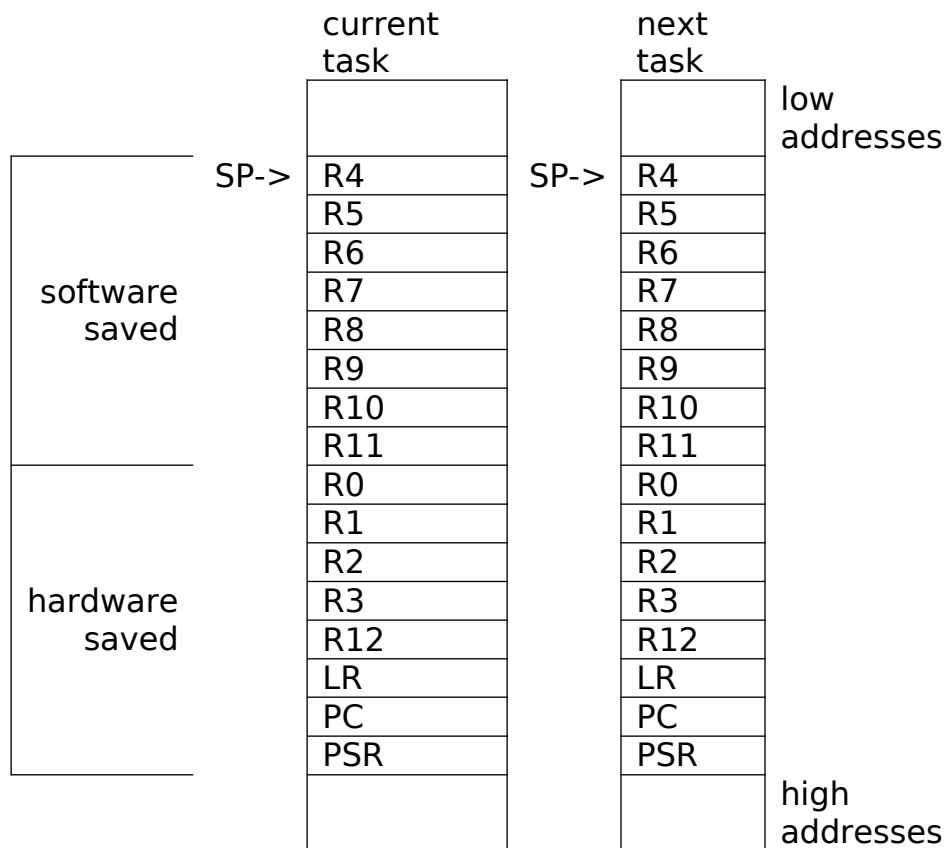 current
task
next
task
low
addresses
SP-> R4 SP-> R4
R5 R5
R6 R6
software
saved
R7 R7
R8 R8
R9 R9
R10 R10
R11 R11
R0 R0
R1 R1
R2 R2
hardware
saved
R3 R3
R12 R12
LR LR
PC PC
PSR PSR
high
addresses